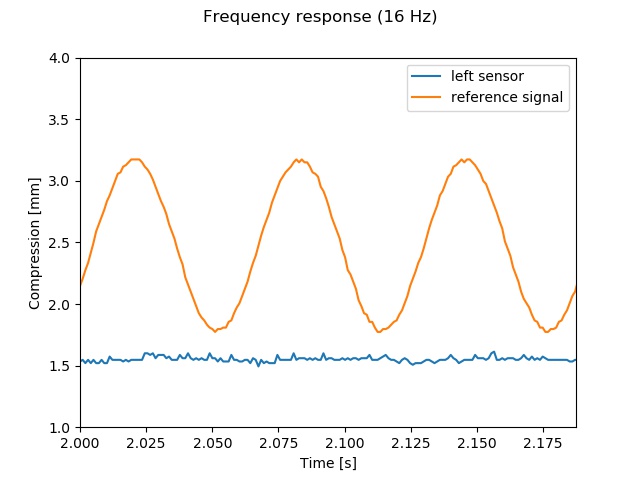 Frequency response (16 Hz)
left sensor
reference signal
Compression [mm]
4.0
3.5
3.0
2.5
2.0
1.5
1.0
2.000 2.025 2.050 2.075 2.100 2.125 2.150 2.175
Time [s]